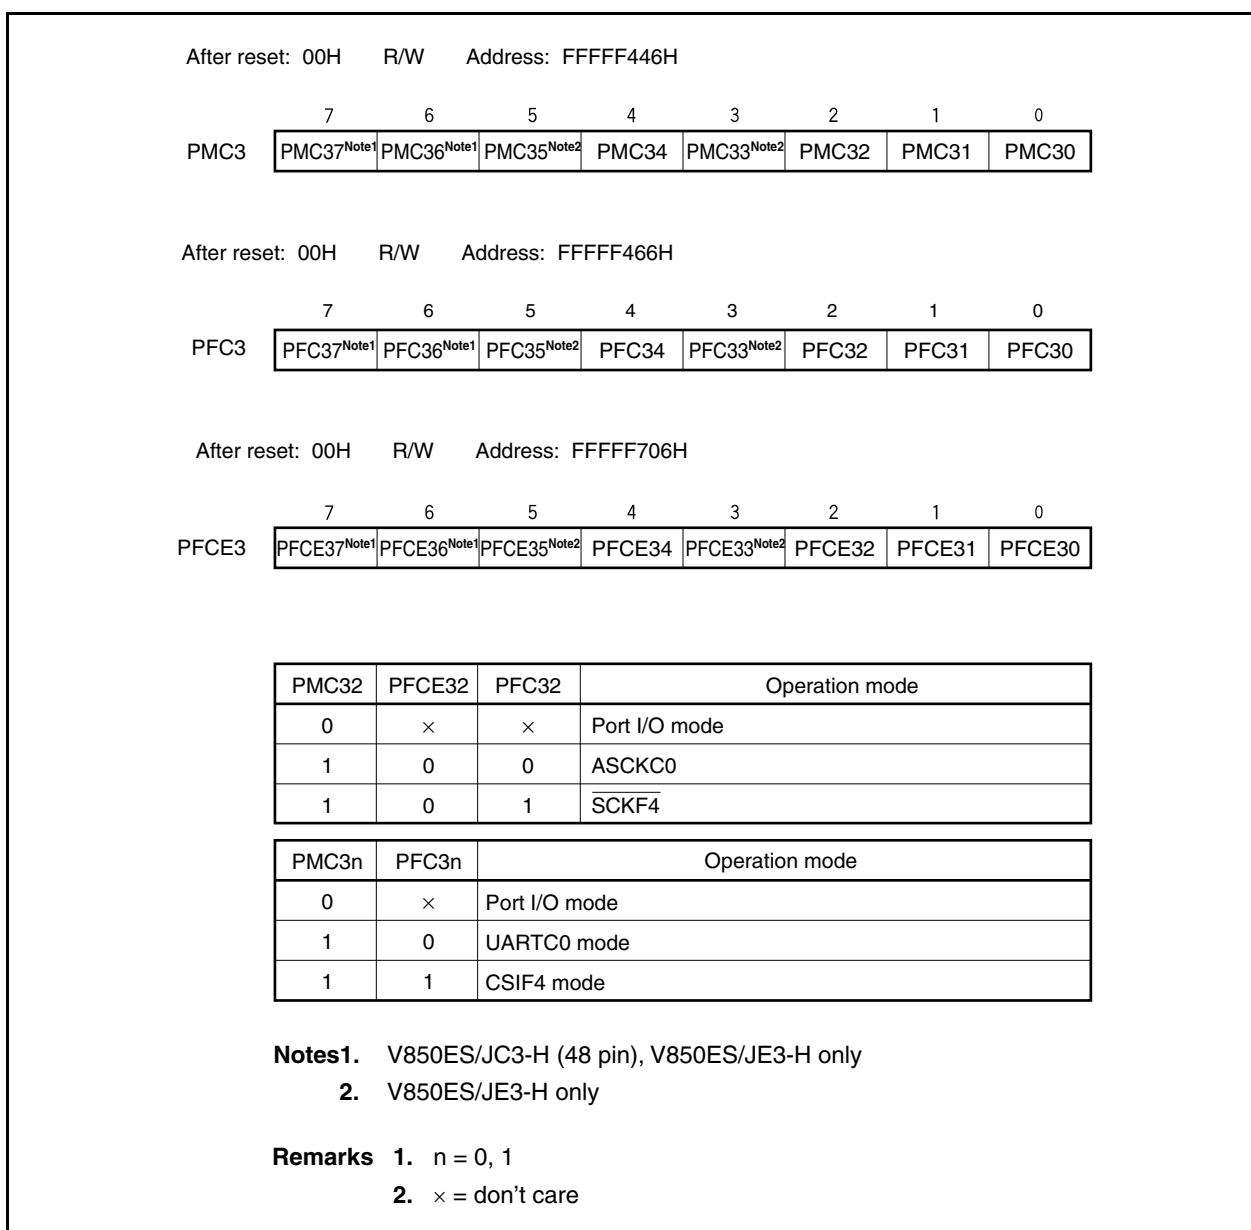 After reset: 00H R/W Address: FFFFF446H
7 6 5 4 3 2 1 0
PMC3 PMC37Note1 PMC36Note1 PMC35Note2 PMC34 PMC33Note2 PMC32 PMC31 PMC30
After reset: 00H R/W Address: FFFFF466H
7 6 5 4 3 2 1 0
PFC3 PFC37Note1 PFC36Note1 PFC35Note2 PFC34 PFC33Note2 PFC32 PFC31 PFC30
After reset: 00H R/W Address: FFFFF706H
7 6 5 4 3 2 1 0
PFCE3 PFCE37Note1 PFCE36Note1 PFCE35Note2 PFCE34 PFCE33Note2 PFCE32 PFCE31 PFCE30
PMC32 PFCE32 PFC32 Operation mode
0 × × Port I/O mode
1 0 0 ASCKC0
1 0 1 SCKF4
PMC3n PFC3n Operation mode
0 × Port I/O mode
1 0 UARTC0 mode
1 1 CSIF4 mode
Notes1. V850ES/JC3-H (48 pin), V850ES/JE3-H only
2. V850ES/JE3-H only
Remarks 1. n = 0, 1
2. × = don't care